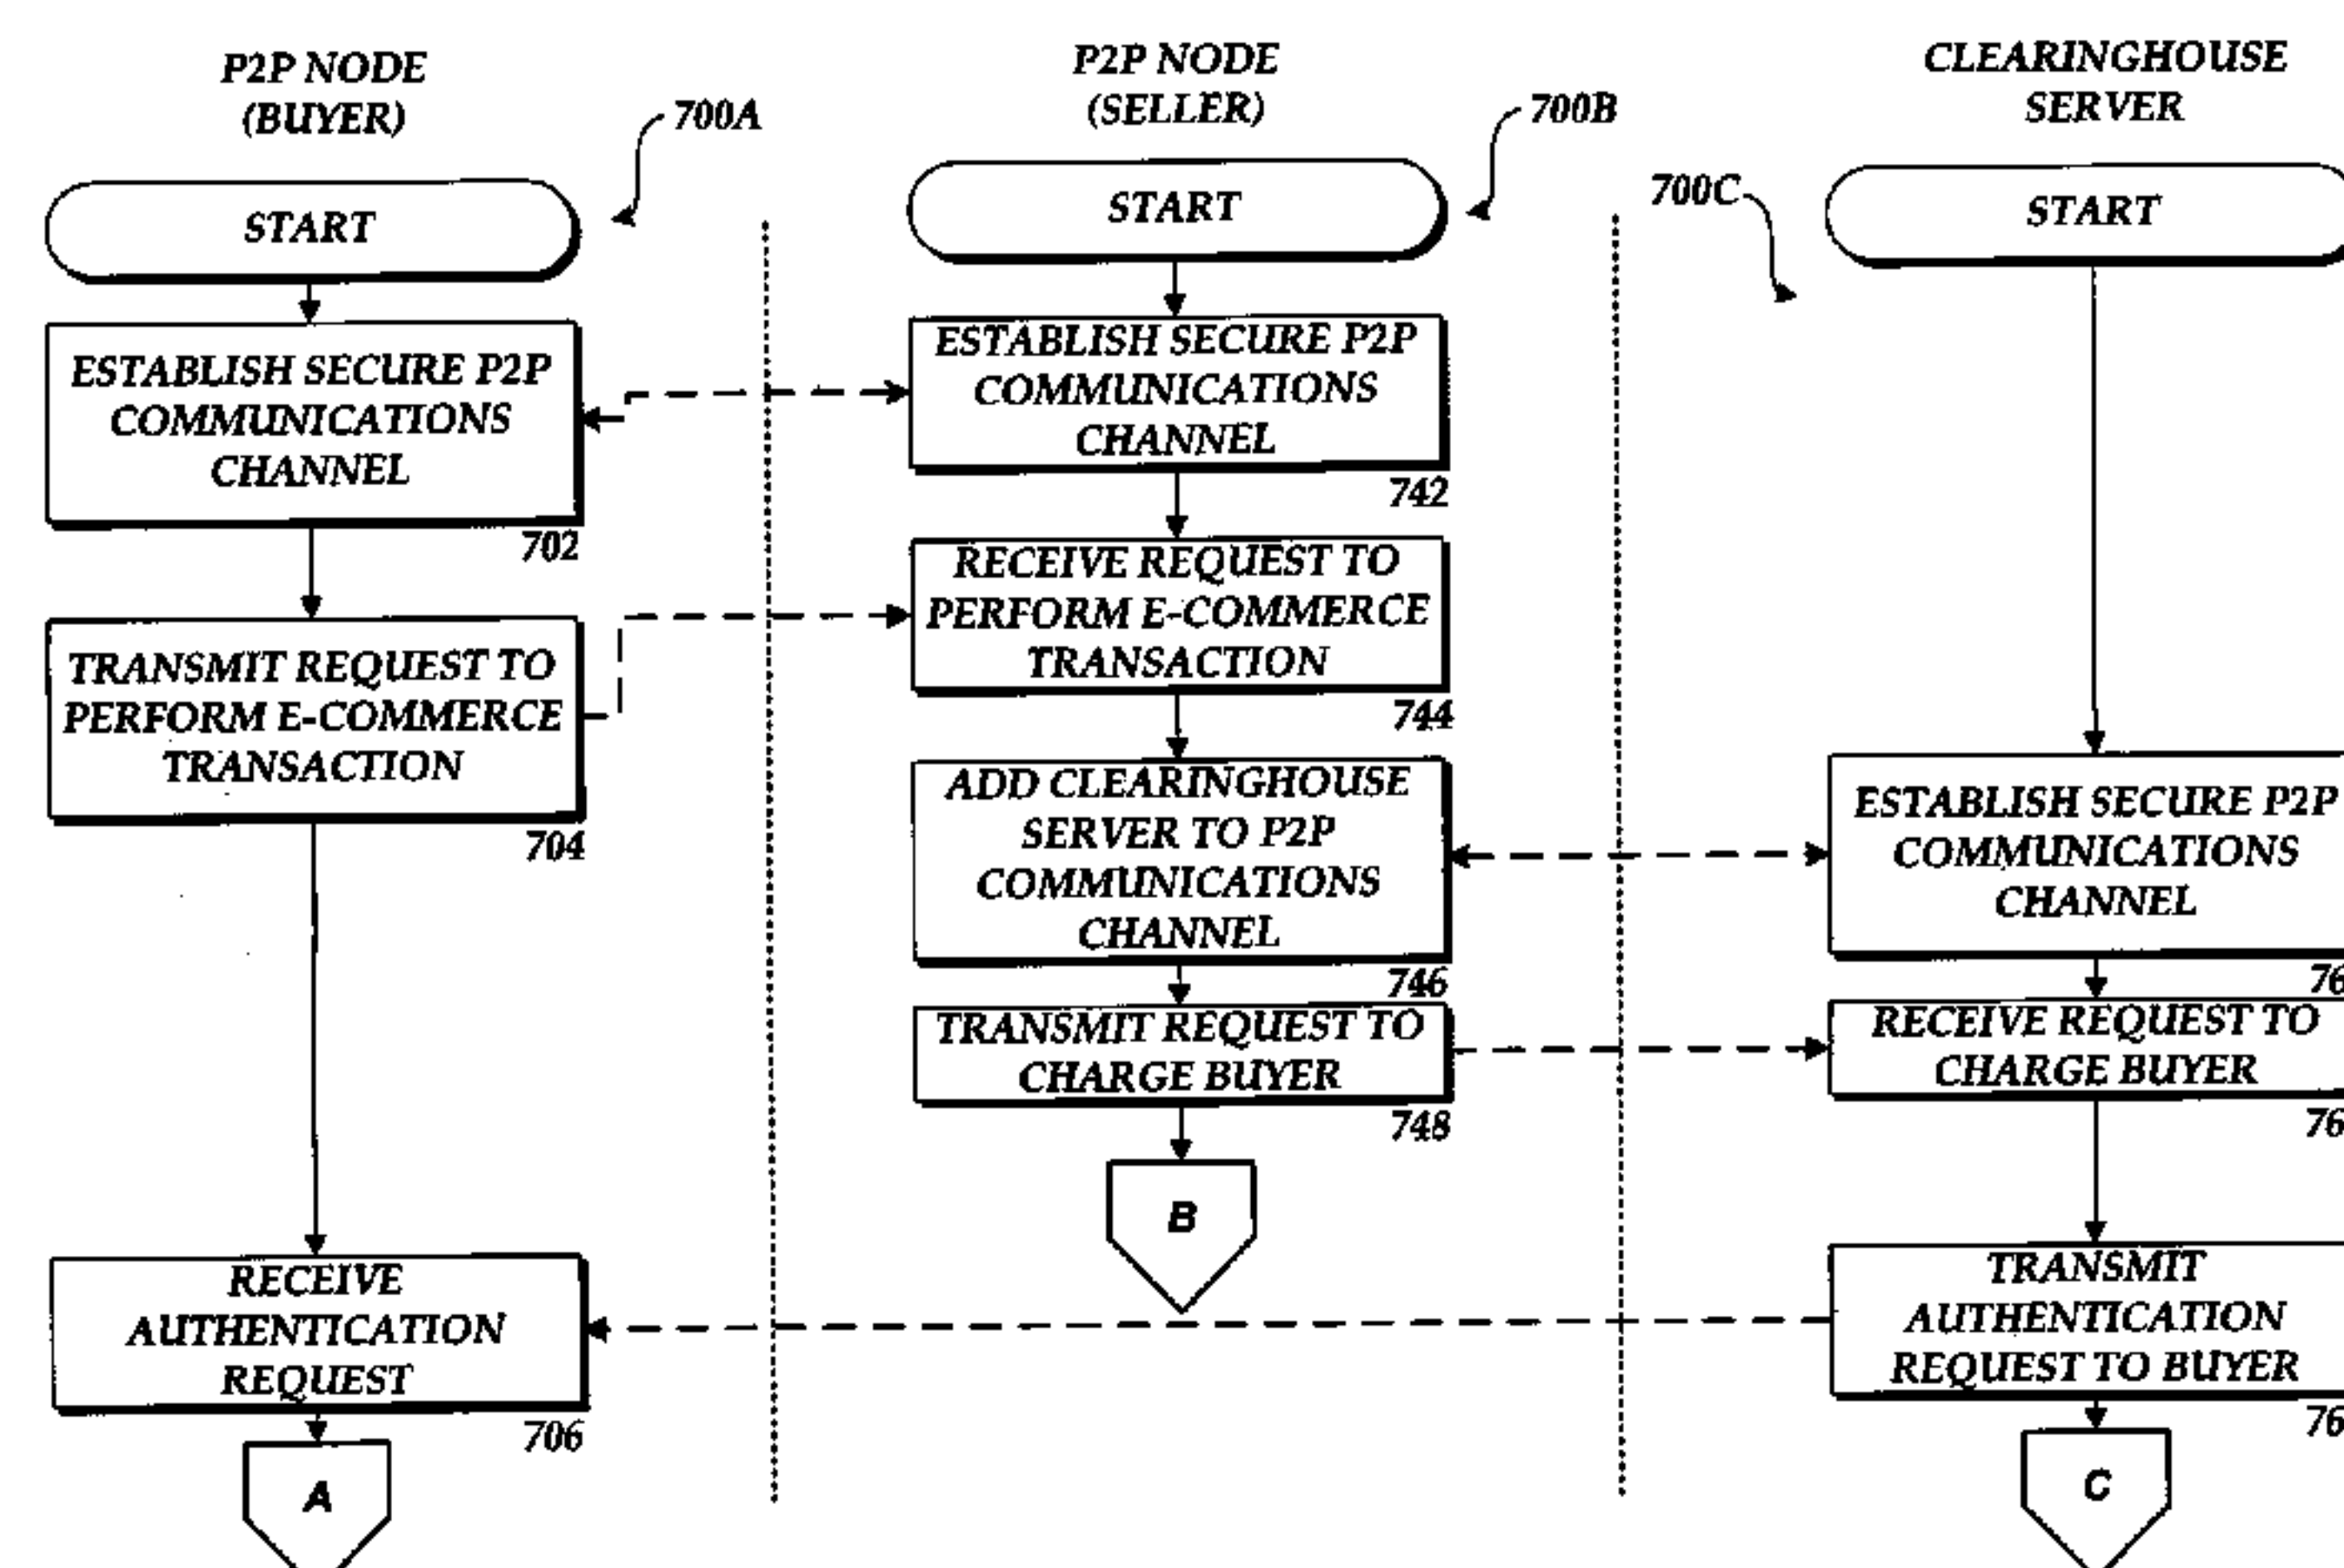 P2P NODE
(BUYER)
700A
START
ESTABLISH SECURE P2P
COMMUNICATIONS
CHANNEL
702
TRANSMIT REQUEST TO
PERFORM E-COMMERCE
TRANSACTION
704
RECEIVE
AUTHENTICATION
REQUEST
706
A
P2P NODE
(SELLER)
700B
START
ESTABLISH SECURE P2P
COMMUNICATIONS
CHANNEL
742
RECEIVE REQUEST TO
PERFORM E-COMMERCE
TRANSACTION
744
ADD CLEARINGHOUSE
SERVER TO P2P
COMMUNICATIONS
CHANNEL
746
TRANSMIT REQUEST TO
CHARGE BUYER
748
B
CLEARINGHOUSE
SERVER
700C
START
ESTABLISH SECURE P2P
COMMUNICATIONS
CHANNEL
RECEIVE REQUEST TO
CHARGE BUYER
TRANSMIT
AUTHENTICATION
REQUEST TO BUYER
C